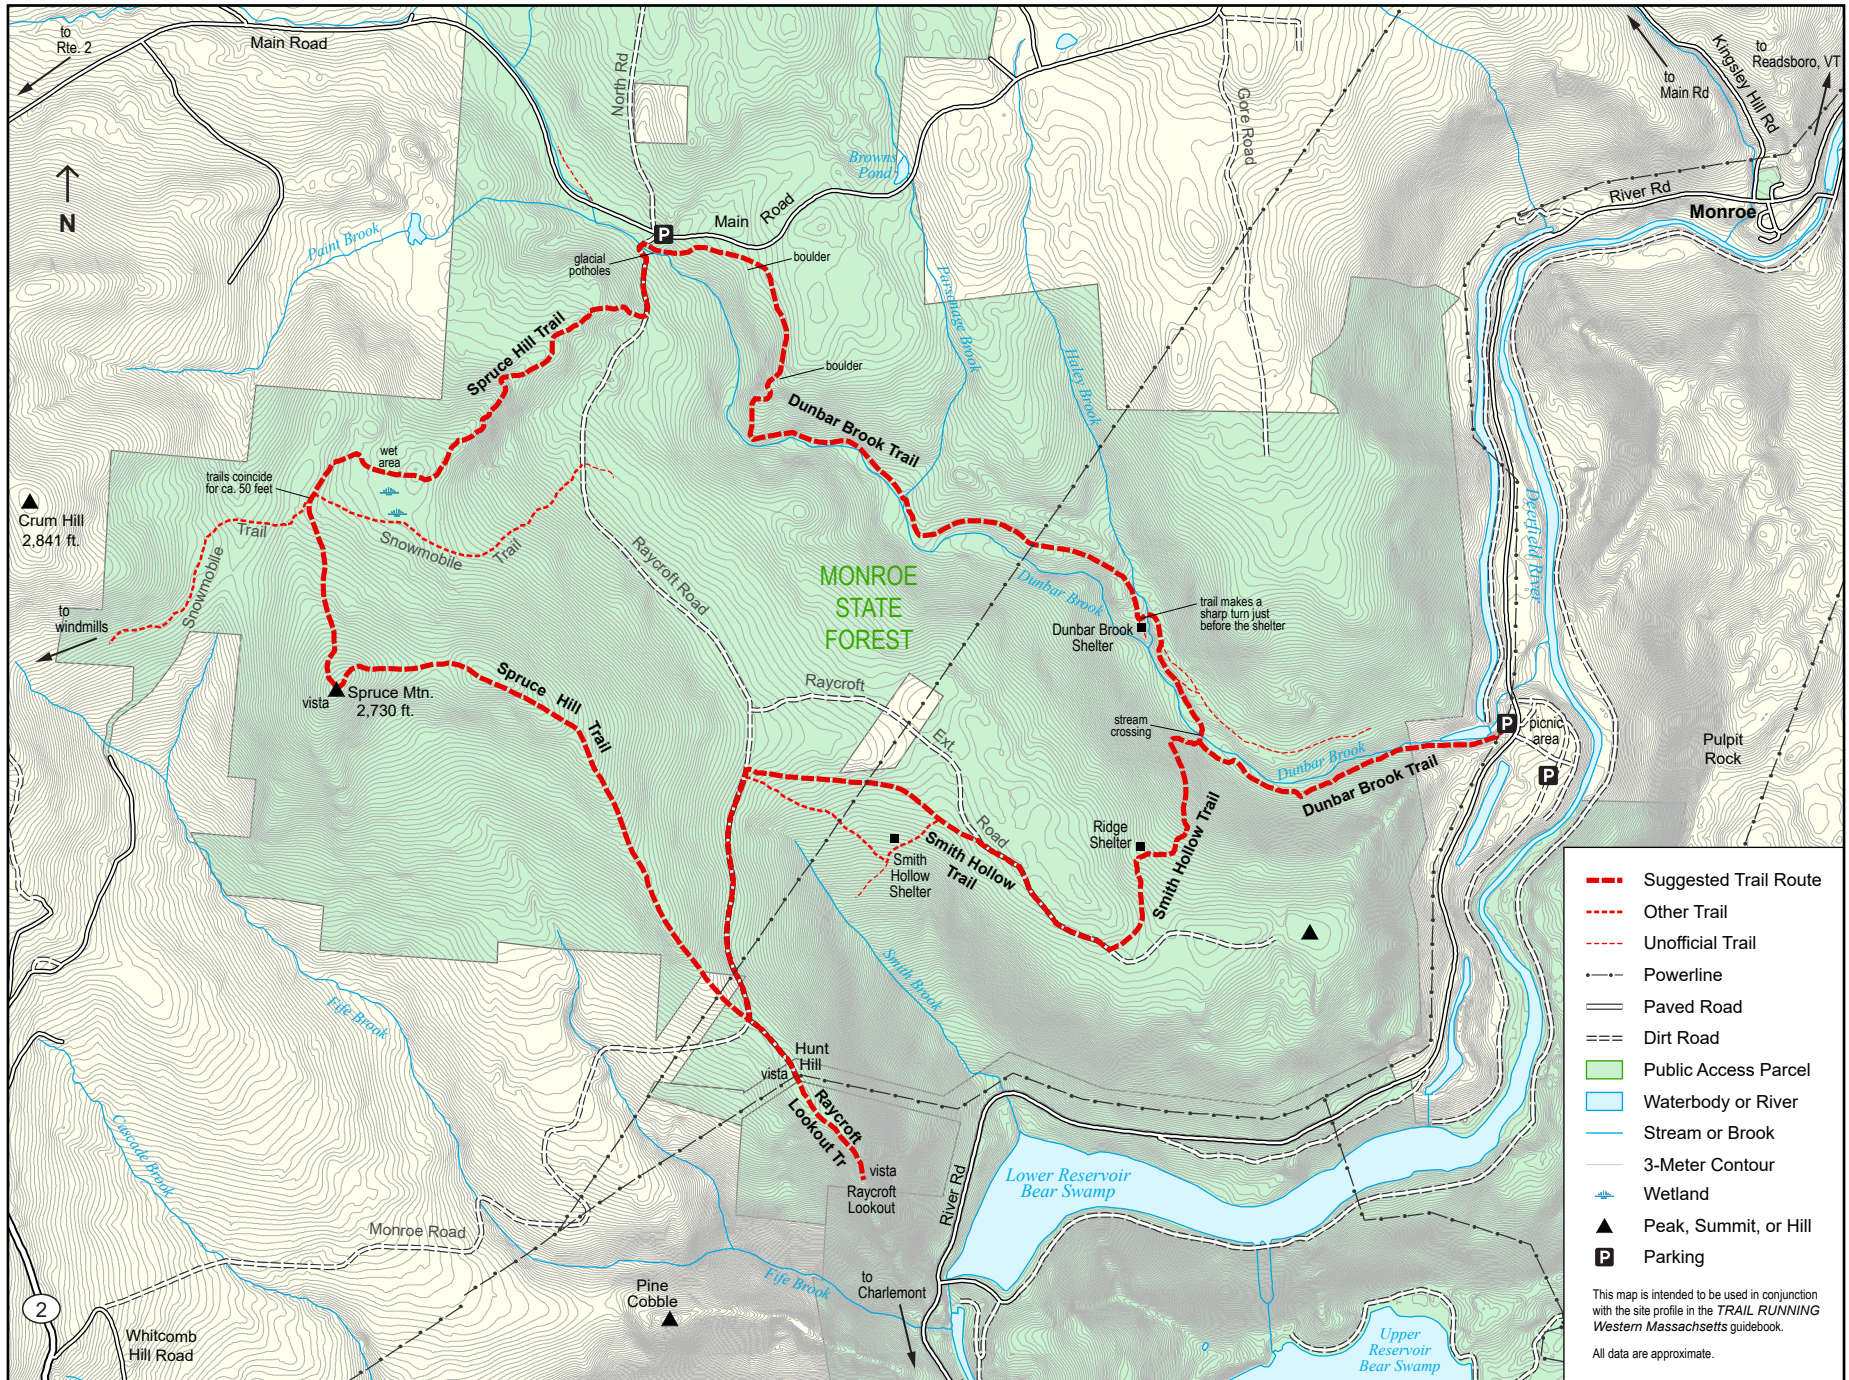 to
Rte. 2
Main Road
North Rd
Gore Road
to
Main Rd
Kingsley Hill Rd
to
Readsboro, VT
N
Paint Brook
Browns
Pond
Main Road
P
River Rd
Monroe
glacial
potholes
boulder
Parsonage Brook
Haley Brook
Spruce Hill Trail
boulder
Dunbar Brook Trail
wet
area
trails coincide
for ca. 50 feet
Crum Hill
2,841 ft.
Trail
Snowmobile
Snowmobile
Trail
Raycroft Road
Deerfield River
MONROE
STATE
FOREST
Dunbar Brook
trail makes a
sharp turn just
before the shelter
Dunbar Brook
Shelter
to
windmills
vista
Spruce Mtn.
2,730 ft.
Spruce Hill Trail
Raycroft
Ext.
Road
stream
crossing
P
picnic
area
Dunbar Brook
Dunbar Brook Trail
Pulpit
Rock
P
Smith Hollow Trail
Ridge
Shelter
Smith
Hollow
Shelter
Smith Hollow
Trail
Smith Brook
Fife Brook
Hunt
Hill
vista
Raycroft
Lookout Tr
vista
Raycroft
Lookout
Cascade Brook
Monroe Road
River Rd
Lower Reservoir
Bear Swamp
Pine
Cobble
Fife Brook
to
Charlemont
2
Whitcomb
Hill Road
Upper
Reservoir
Bear Swamp
Suggested Trail Route
Other Trail
Unofficial Trail
Powerline
Paved Road
Dirt Road
Public Access Parcel
Waterbody or River
Stream or Brook
3-Meter Contour
Wetland
Peak, Summit, or Hill
P Parking
This map is intended to be used in conjunction
with the site profile in the TRAIL RUNNING
Western Massachsetts guidebook.
All data are approximate.